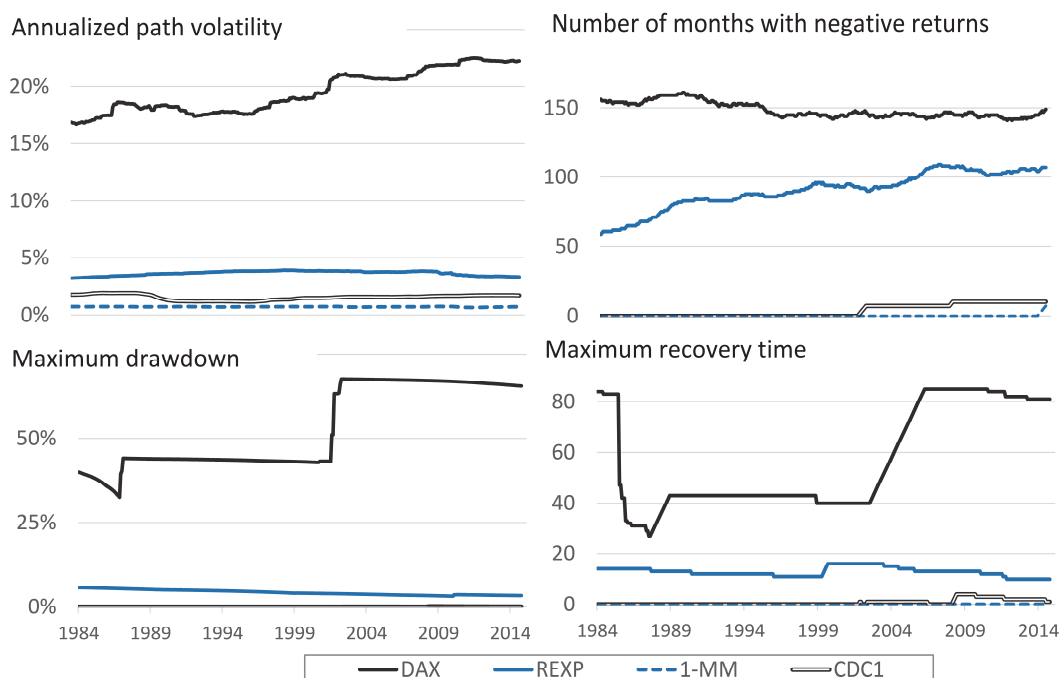 Annualized path volatility
20%
15%
10%
5%
0%
Number of months with negative returns
150
100
50
0
Maximum drawdown
50%
25%
0%
1984 1989 1994 1999 2004 2009 2014
Maximum recovery time
80
60
40
20
0
1984 1989 1994 1999 2004 2009 2014
DAX REXP 1-MM CDC1